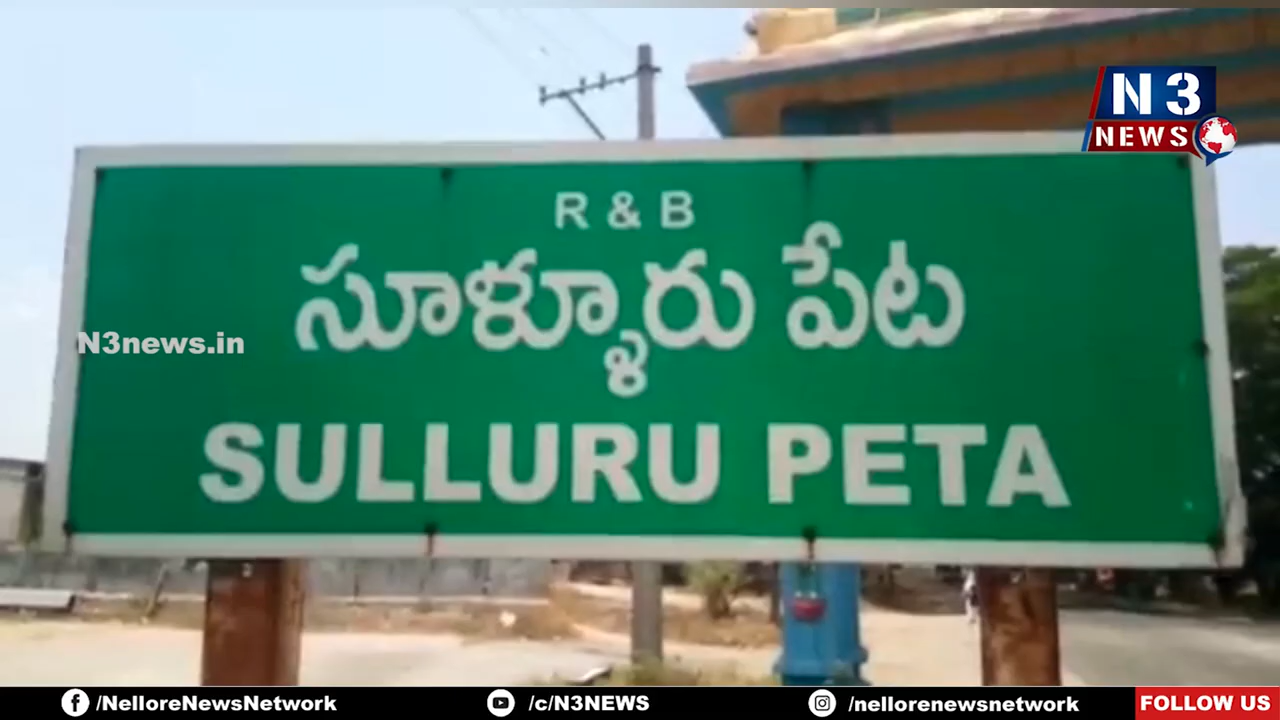 N3
NEWS
R & B
సూళ్ళూరు పేట
N3news.in
SULLURU PETA
/NelloreNewsNetwork
/c/N3NEWS
/nellorenewsnetwork
FOLLOW US